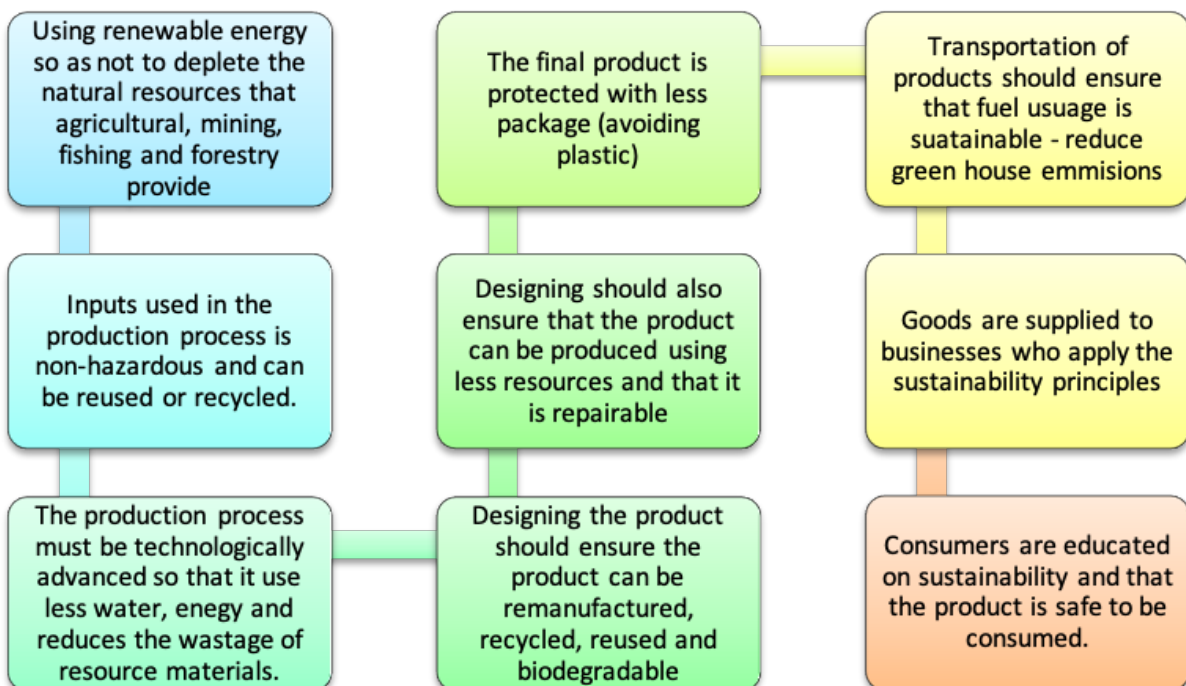 Using renewable energy
so as not to deplete the
natural resources that
agricultural, mining,
fishing and forestry
provide
Inputs used in the
production process is
non-hazardous and can
be reused or recycled.
The production process
must be technologically
advanced so that it use
less water, enegy and
reduces the wastage of
resource materials.
Designing the product
should ensure the
product can be
remanufactured,
recycled, reused and
biodegradable
Designing should also
ensure that the product
can be produced using
less resources and that it
is repairable
The final product is
protected with less
package (avoiding
plastic)
Transportation of
products should ensure
that fuel usuage is
suatainable - reduce
green house emmisions
Goods are supplied to
businesses who apply the
sustainability principles
Consumers are educated
on sustainability and that
the product is safe to be
consumed.